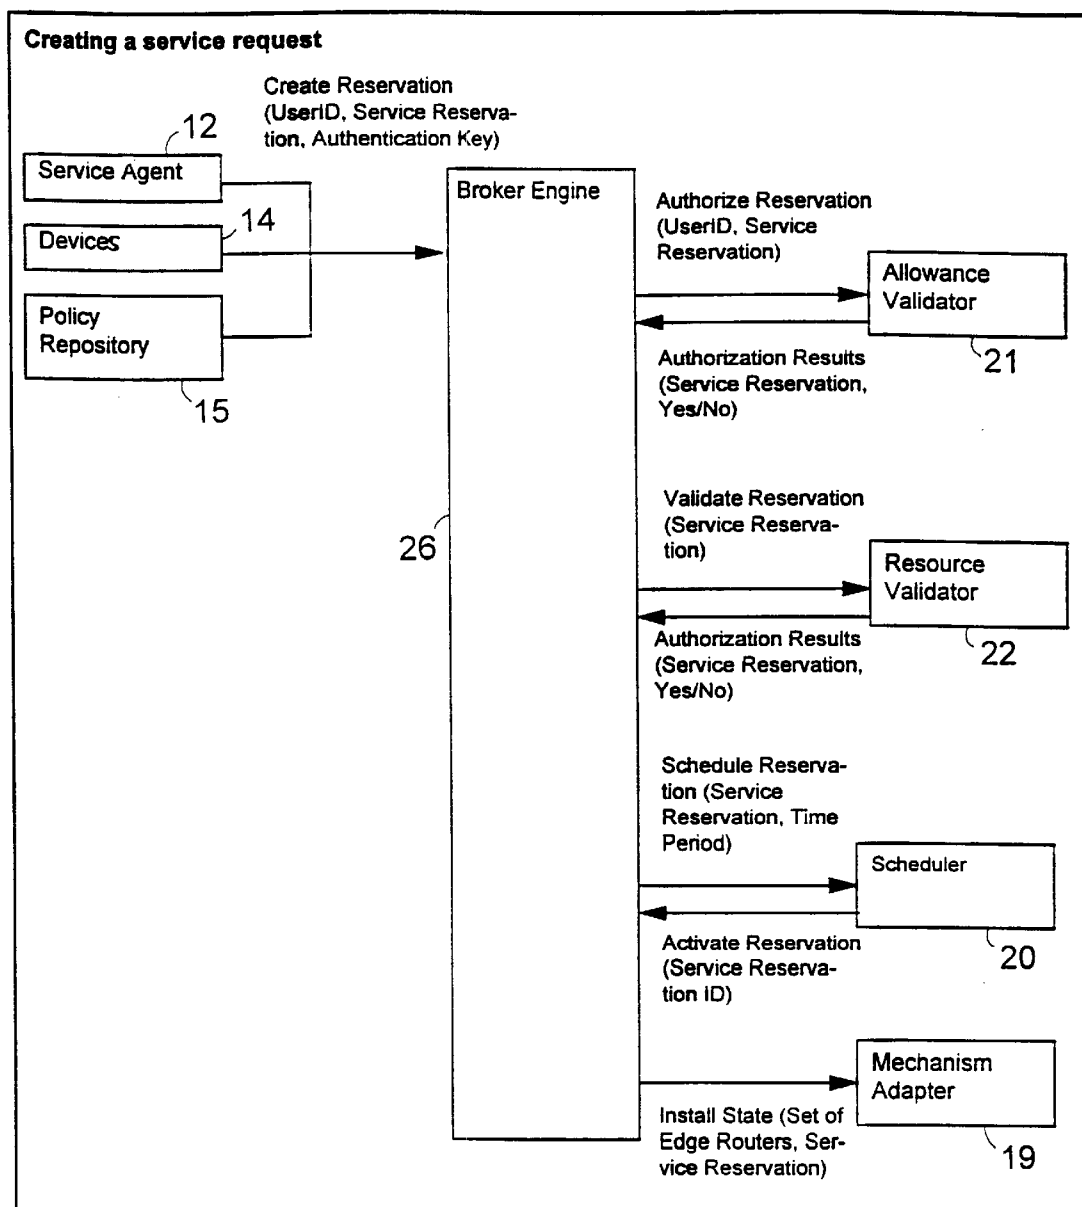 Creating a service request
Create Reservation
(UserID, Service Reserva-
tion, Authentication Key)
12
Service Agent
14
Devices
Policy
Repository
15
Broker Engine
26
Authorize Reservation
(UserID, Service
Reservation)
Allowance
Validator
21
Authorization Results
(Service Reservation,
Yes/No)
Validate Reservation
(Service Reserva-
tion)
Resource
Validator
22
Authorization Results
(Service Reservation,
Yes/No)
Schedule Reserva-
tion (Service
Reservation, Time
Period)
Scheduler
20
Activate Reservation
(Service Reserva-
tion ID)
Mechanism
Adapter
19
Install State (Set of
Edge Routers, Ser-
vice Reservation)